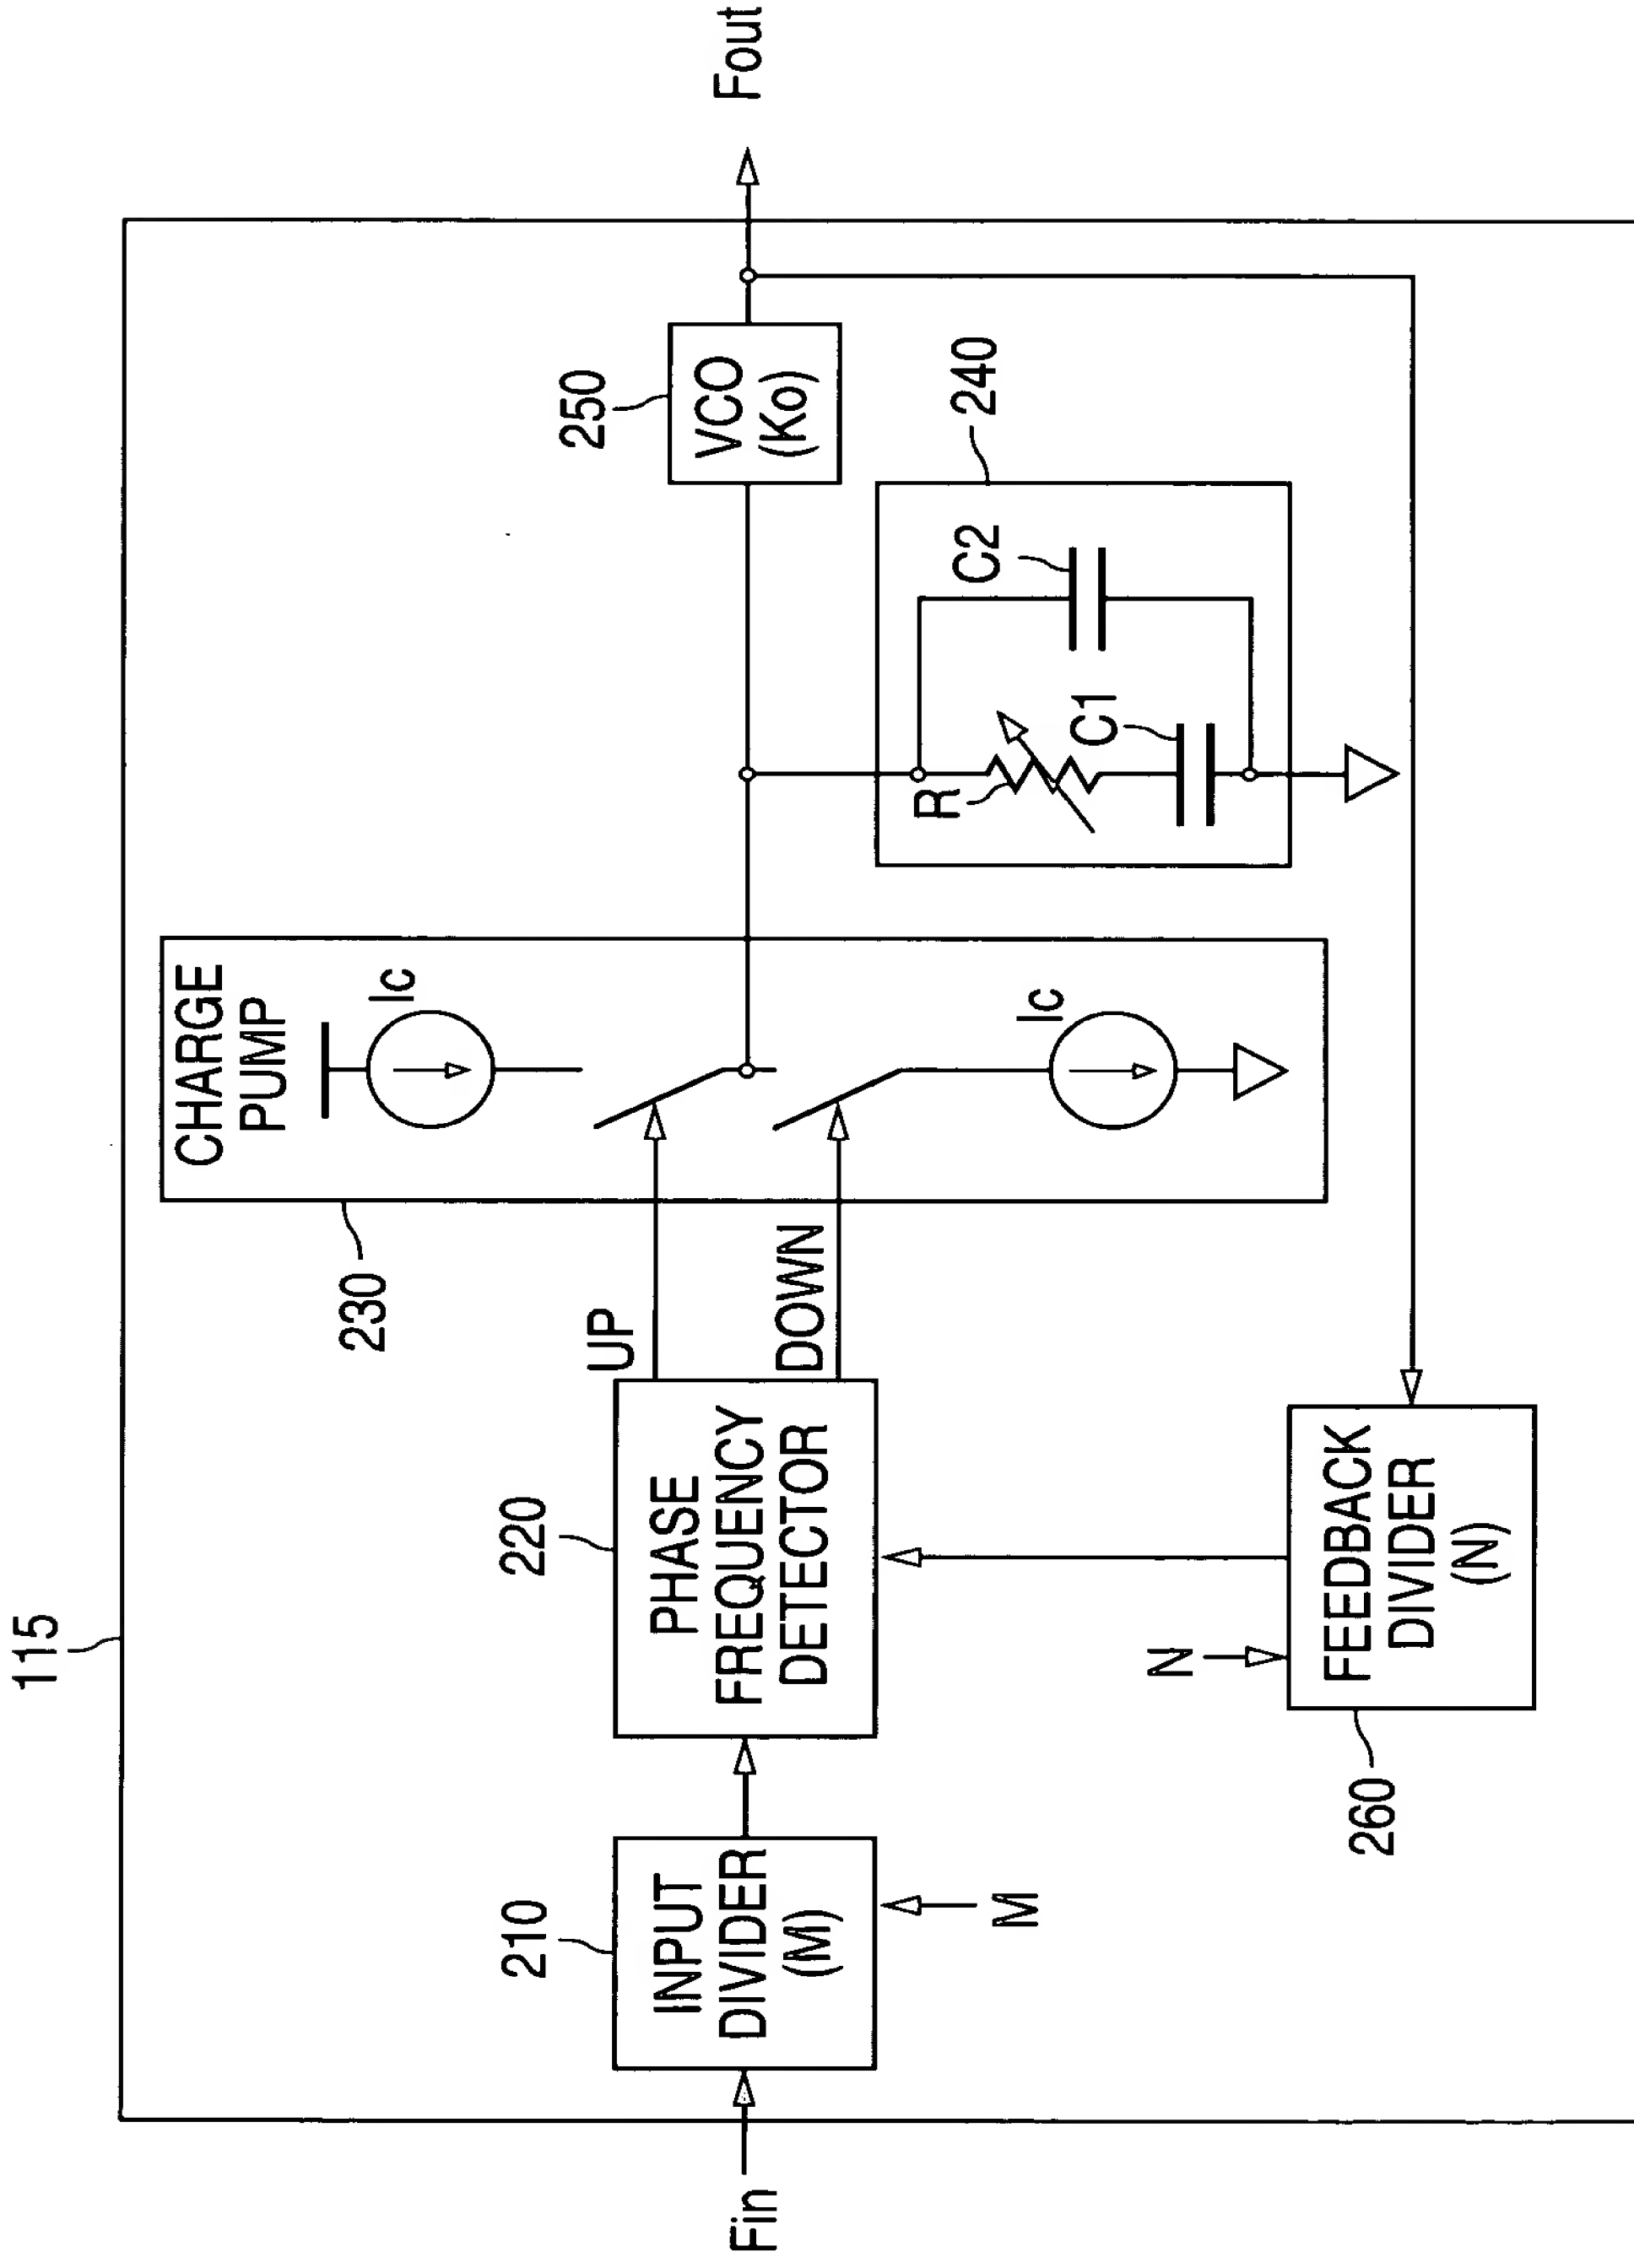 115
CHARGE
PUMP
Ic
230
250
VCO
(Ko)
Fout
UP
210
INPUT
DIVIDER
(M)
220
PHASE
FREQUENCY
DETECTOR
Fin
DOWN
R
C1
C2
240
Ic
M
N
FEEDBACK
DIVIDER
(N)
260